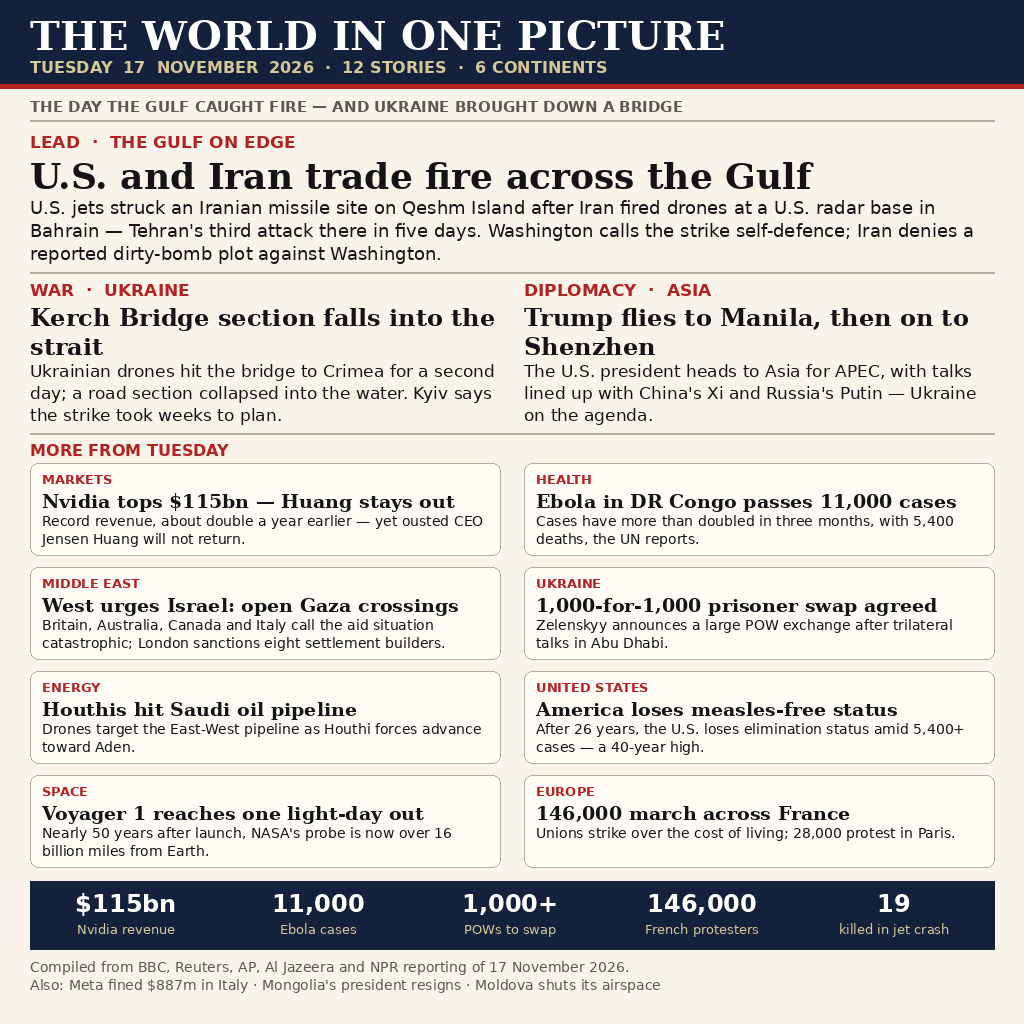 THE WORLD IN ONE PICTURE
TUESDAY 17 NOVEMBER 2026 · 12 STORIES · 6 CONTINENTS
THE DAY THE GULF CAUGHT FIRE — AND UKRAINE BROUGHT DOWN A BRIDGE
LEAD · THE GULF ON EDGE
U.S. and Iran trade fire across the Gulf
U.S. jets struck an Iranian missile site on Qeshm Island after Iran fired drones at a U.S. radar base in
Bahrain — Tehran's third attack there in five days. Washington calls the strike self-defence; Iran denies a
reported dirty-bomb plot against Washington.
WAR · UKRAINE
Kerch Bridge section falls into the
strait
Ukrainian drones hit the bridge to Crimea for a second
day; a road section collapsed into the water. Kyiv says
the strike took weeks to plan.
DIPLOMACY · ASIA
Trump flies to Manila, then on to
Shenzhen
The U.S. president heads to Asia for APEC, with talks
lined up with China's Xi and Russia's Putin — Ukraine
on the agenda.
MORE FROM TUESDAY
MARKETS
Nvidia tops $115bn — Huang stays out
Record revenue, about double a year earlier — yet ousted CEO
Jensen Huang will not return.
HEALTH
Ebola in DR Congo passes 11,000 cases
Cases have more than doubled in three months, with 5,400
deaths, the UN reports.
MIDDLE EAST
West urges Israel: open Gaza crossings
Britain, Australia, Canada and Italy call the aid situation
catastrophic; London sanctions eight settlement builders.
UKRAINE
1,000-for-1,000 prisoner swap agreed
Zelenskyy announces a large POW exchange after trilateral
talks in Abu Dhabi.
ENERGY
Houthis hit Saudi oil pipeline
Drones target the East-West pipeline as Houthi forces advance
toward Aden.
UNITED STATES
America loses measles-free status
After 26 years, the U.S. loses elimination status amid 5,400+
cases — a 40-year high.
SPACE
Voyager 1 reaches one light-day out
Nearly 50 years after launch, NASA's probe is now over 16
billion miles from Earth.
EUROPE
146,000 march across France
Unions strike over the cost of living; 28,000 protest in Paris.
$115bn
Nvidia revenue
11,000
Ebola cases
1,000+
POWs to swap
146,000
French protesters
19
killed in jet crash
Compiled from BBC, Reuters, AP, Al Jazeera and NPR reporting of 17 November 2026.
Also: Meta fined $887m in Italy · Mongolia's president resigns · Moldova shuts its airspace